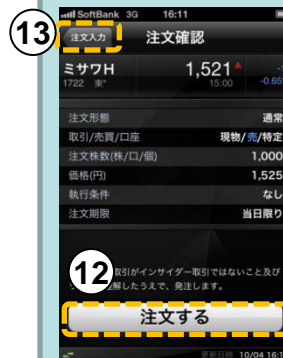 SoftBank 3G 16:11
13
注文入力 注文確認
ミサワH 1,521
1722 東* 15:00 -0.65
注文形態 通常
取引/売買/口座 現物/売/特定
注文株数(株/口/個) 1,000
価格(円) 1,525
執行条件 なし
注文期限 当日限り
12
取引がインサイダー取引ではないこと及び
解したうえで、発注します。
注文する
更新日時 10/04 16:1